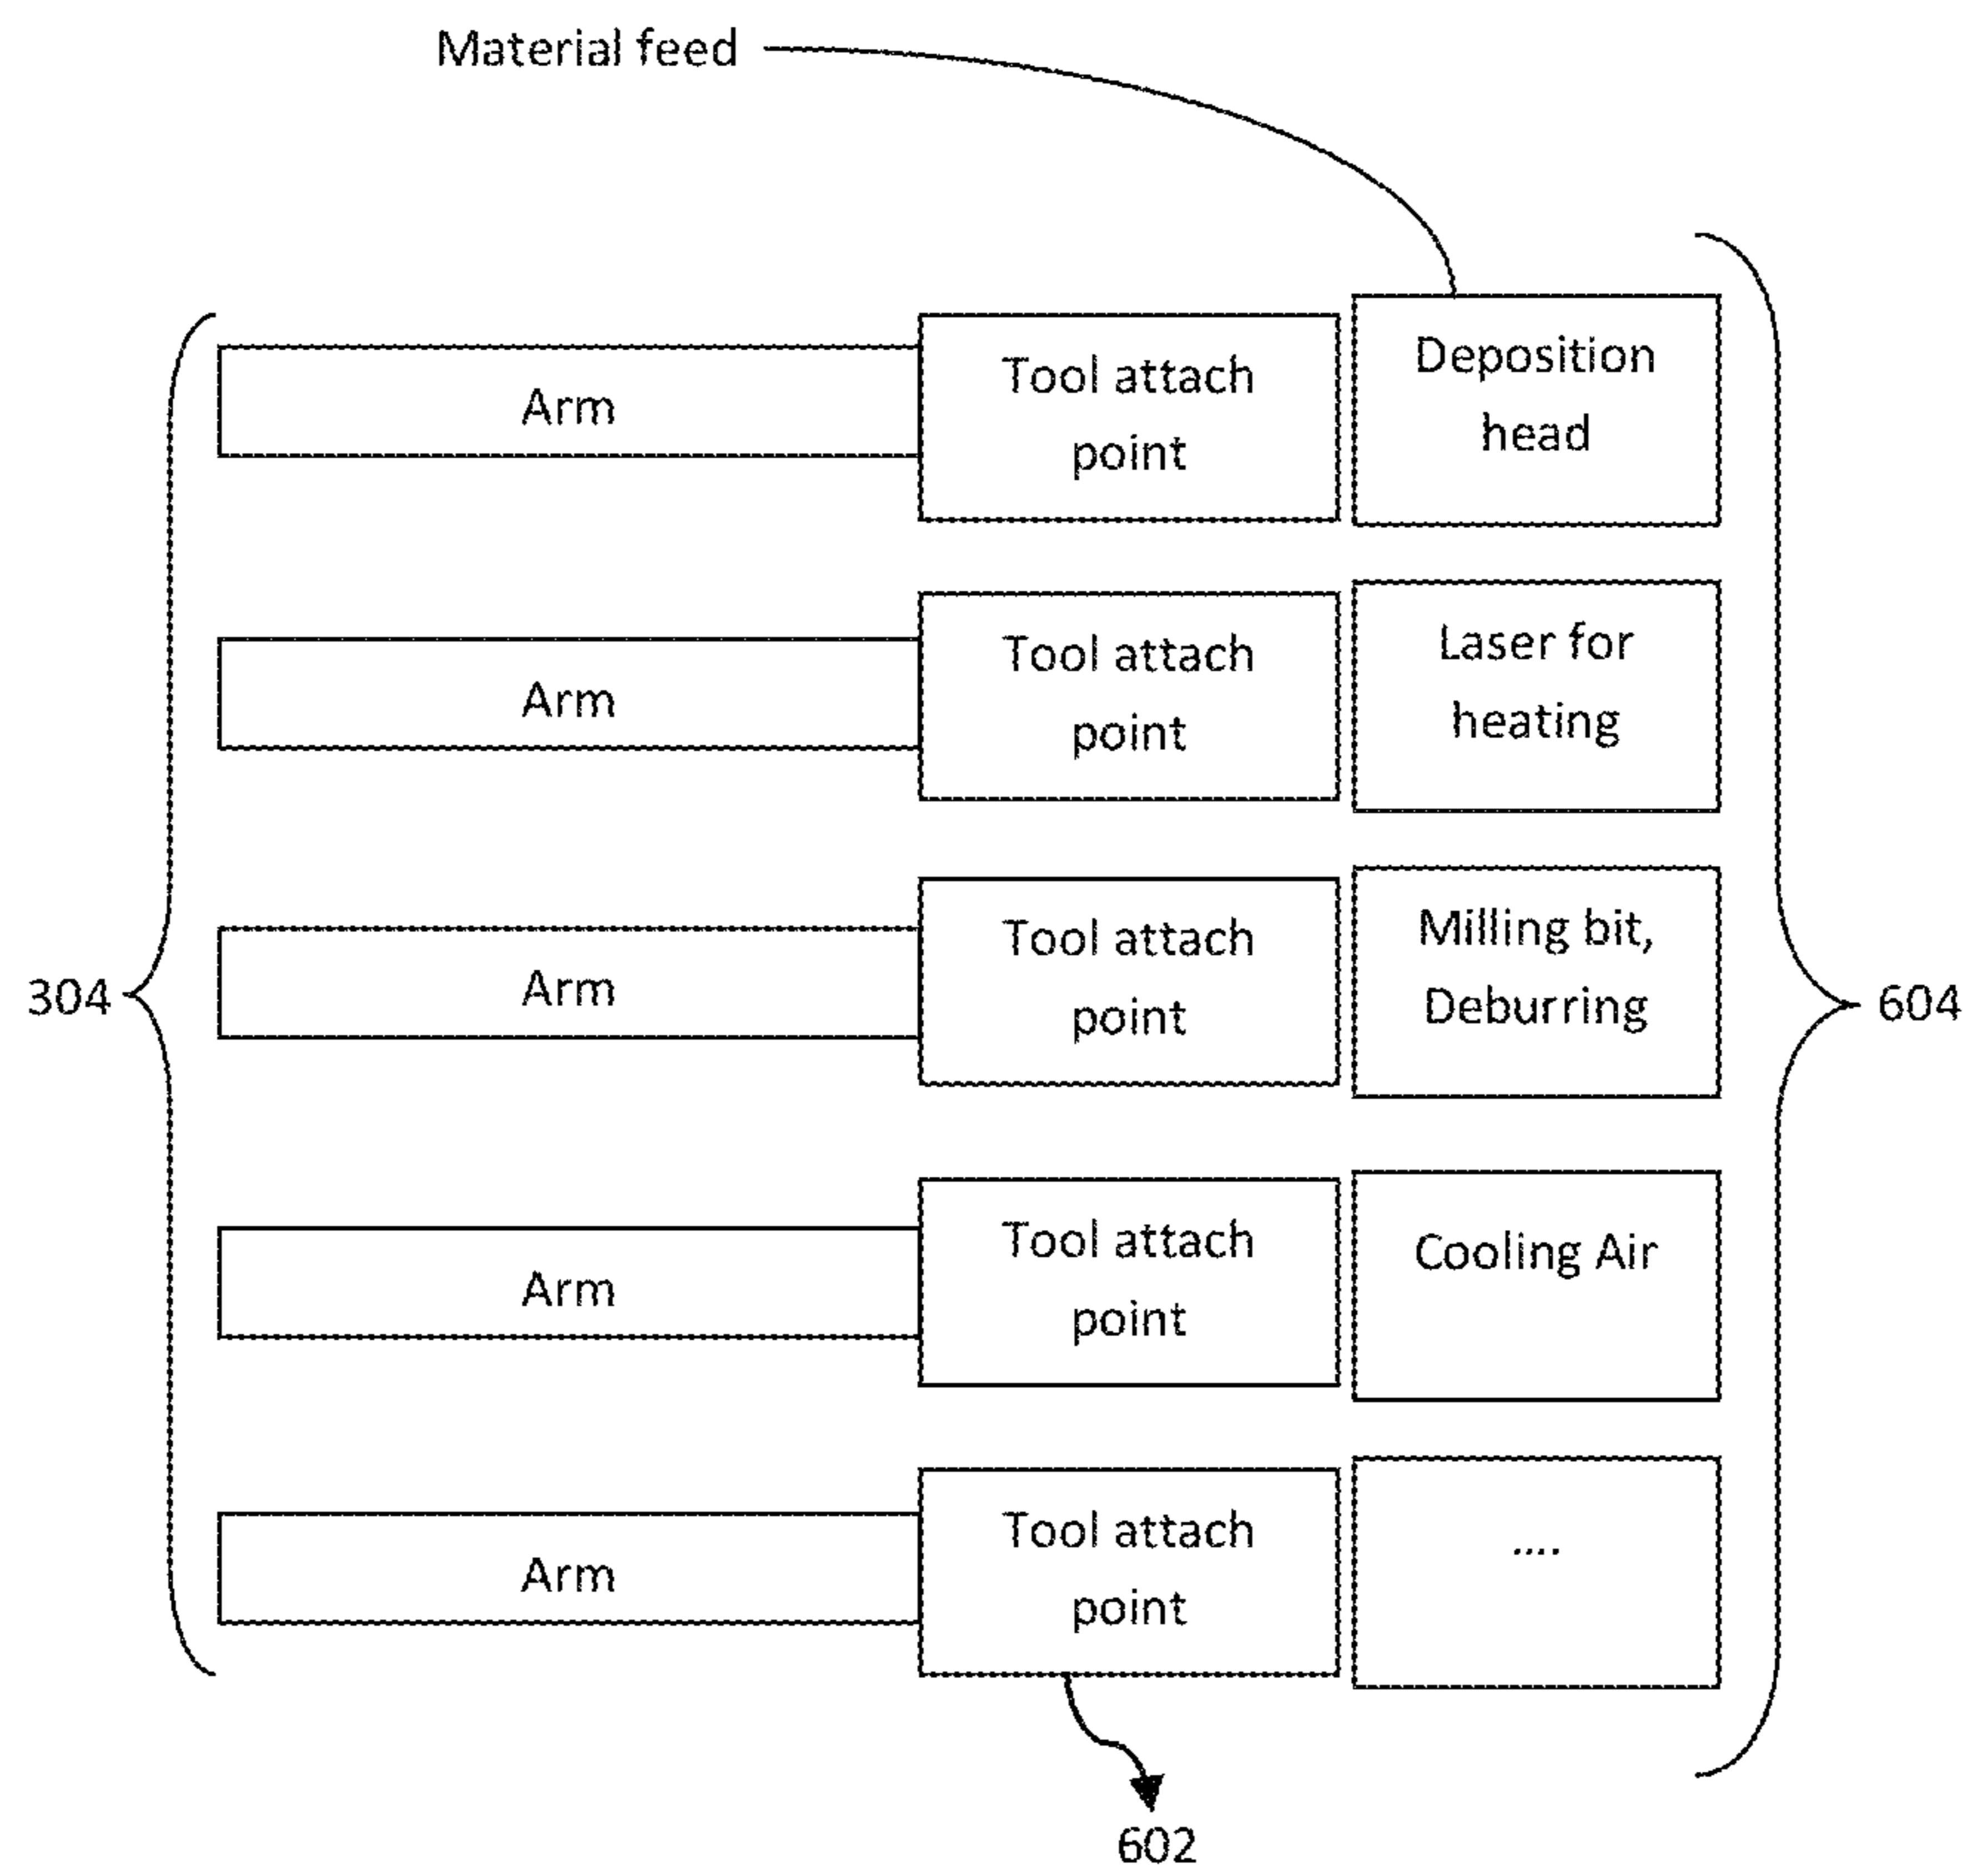 Material feed
Arm
Tool attach
point
Deposition
head
Arm
Tool attach
point
Laser for
heating
Arm
Tool attach
point
Milling bit,
Deburring
304
604
Arm
Tool attach
point
Cooling Air
Arm
Tool attach
point
....
602